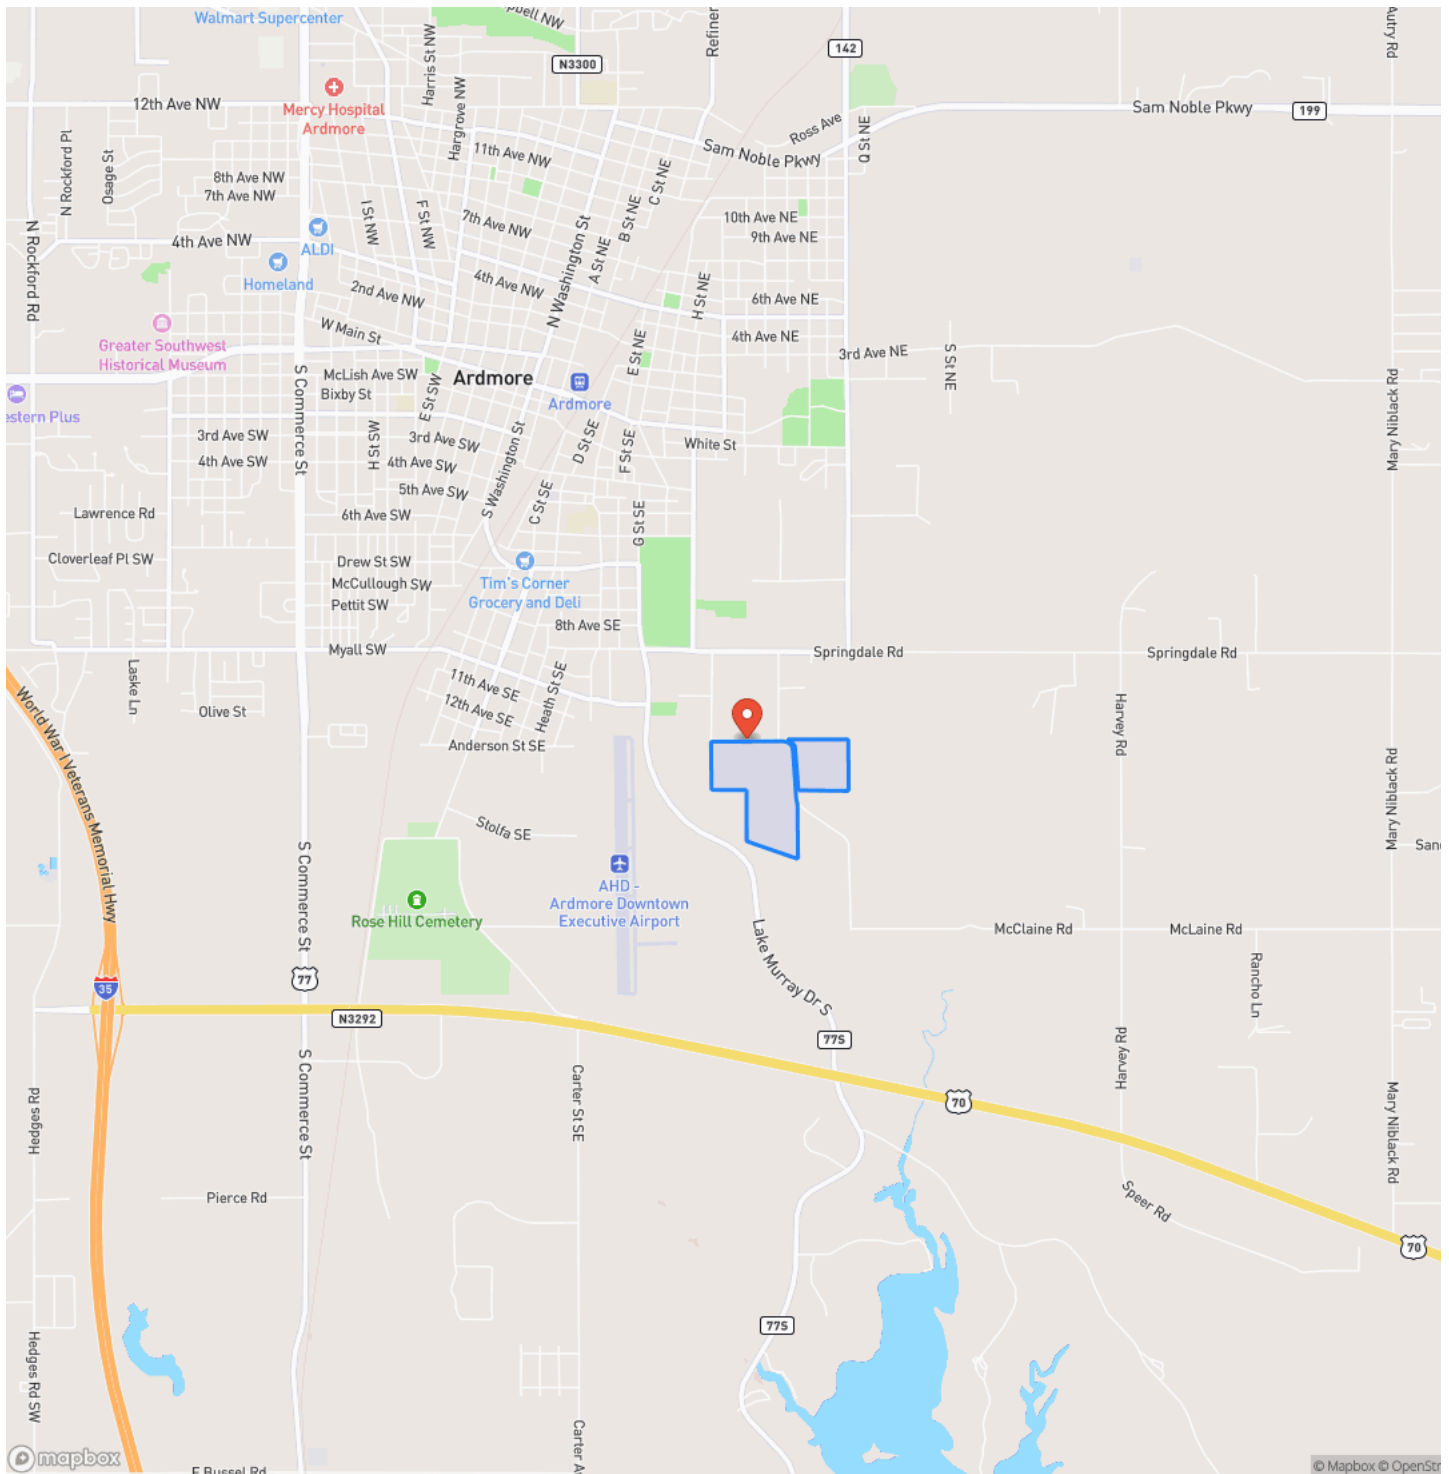 Walmart Supercenter
pbell NW
Refiner
Autry Rd
N3300
142
Harris St NW
12th Ave NW
Mercy Hospital
Ardmore
Hargrove NW
Sam Noble Pkwy
199
Ross Ave
Q St NE
11th Ave NW
Sam Noble Pkwy
N Rockford Pl
Osage St
C St NE
8th Ave NW
7th Ave NW
I St NW
F St NW
7th Ave NW
B St NE
10th Ave NE
9th Ave NE
4th Ave NW
ALDI
Homeland
N Rockford Rd
A St NE
N Washington St
4th Ave NW
2nd Ave NW
H St NE
6th Ave NE
W Main St
4th Ave NE
Greater Southwest
Historical Museum
E St NE
3rd Ave NE
S St NE
McLish Ave SW
Bixby St
Ardmore
Ardmore
estern Plus
S Commerce St
E St SW
Mary Niblack Rd
3rd Ave SW
4th Ave SW
H St SW
3rd Ave SW
4th Ave SW
5th Ave SW
6th Ave SW
S Washington St
D St SE
F St SE
White St
C St SE
G St SE
Lawrence Rd
Cloverleaf Pl SW
Drew St SW
McCullough SW
Pettit SW
Tim's Corner
Grocery and Deli
8th Ave SE
Myall SW
Springdale Rd
Springdale Rd
Laske Ln
Olive St
11th Ave SE
12th Ave SE
Heath St SE
Anderson St SE
Harvey Rd
Mary Niblack Rd
World War I Veterans Memorial Hwy
Stolfa SE
Sand
S Commerce St
AHD -
Ardmore Downtown
Executive Airport
Rose Hill Cemetery
Lake Murray Dr S
McClaine Rd
McLaine Rd
Rancho Ln
35
77
N3292
77S
Harvey Rd
S Commerce St
Carter St SE
70
Hedges Rd
Mary Niblack Rd
Pierce Rd
Speer Rd
70
77S
Hedges Rd SW
Carter A
mapbox
E Bussel Rd
© Mapbox © OpenStr